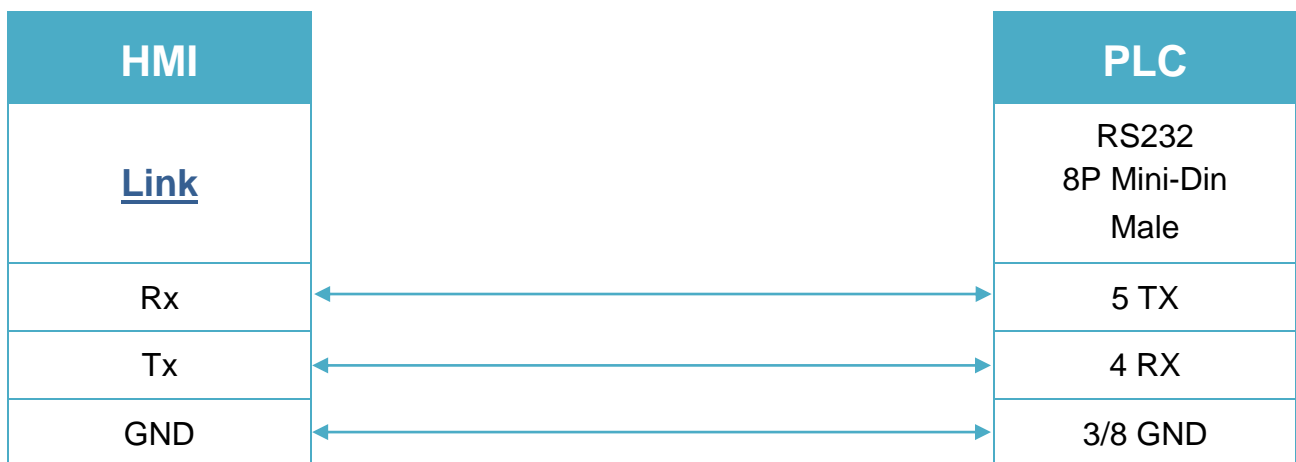 HMI
PLC
Link
RS232
8P Mini-Din
Male
Rx
5 TX
Tx
4 RX
GND
3/8 GND